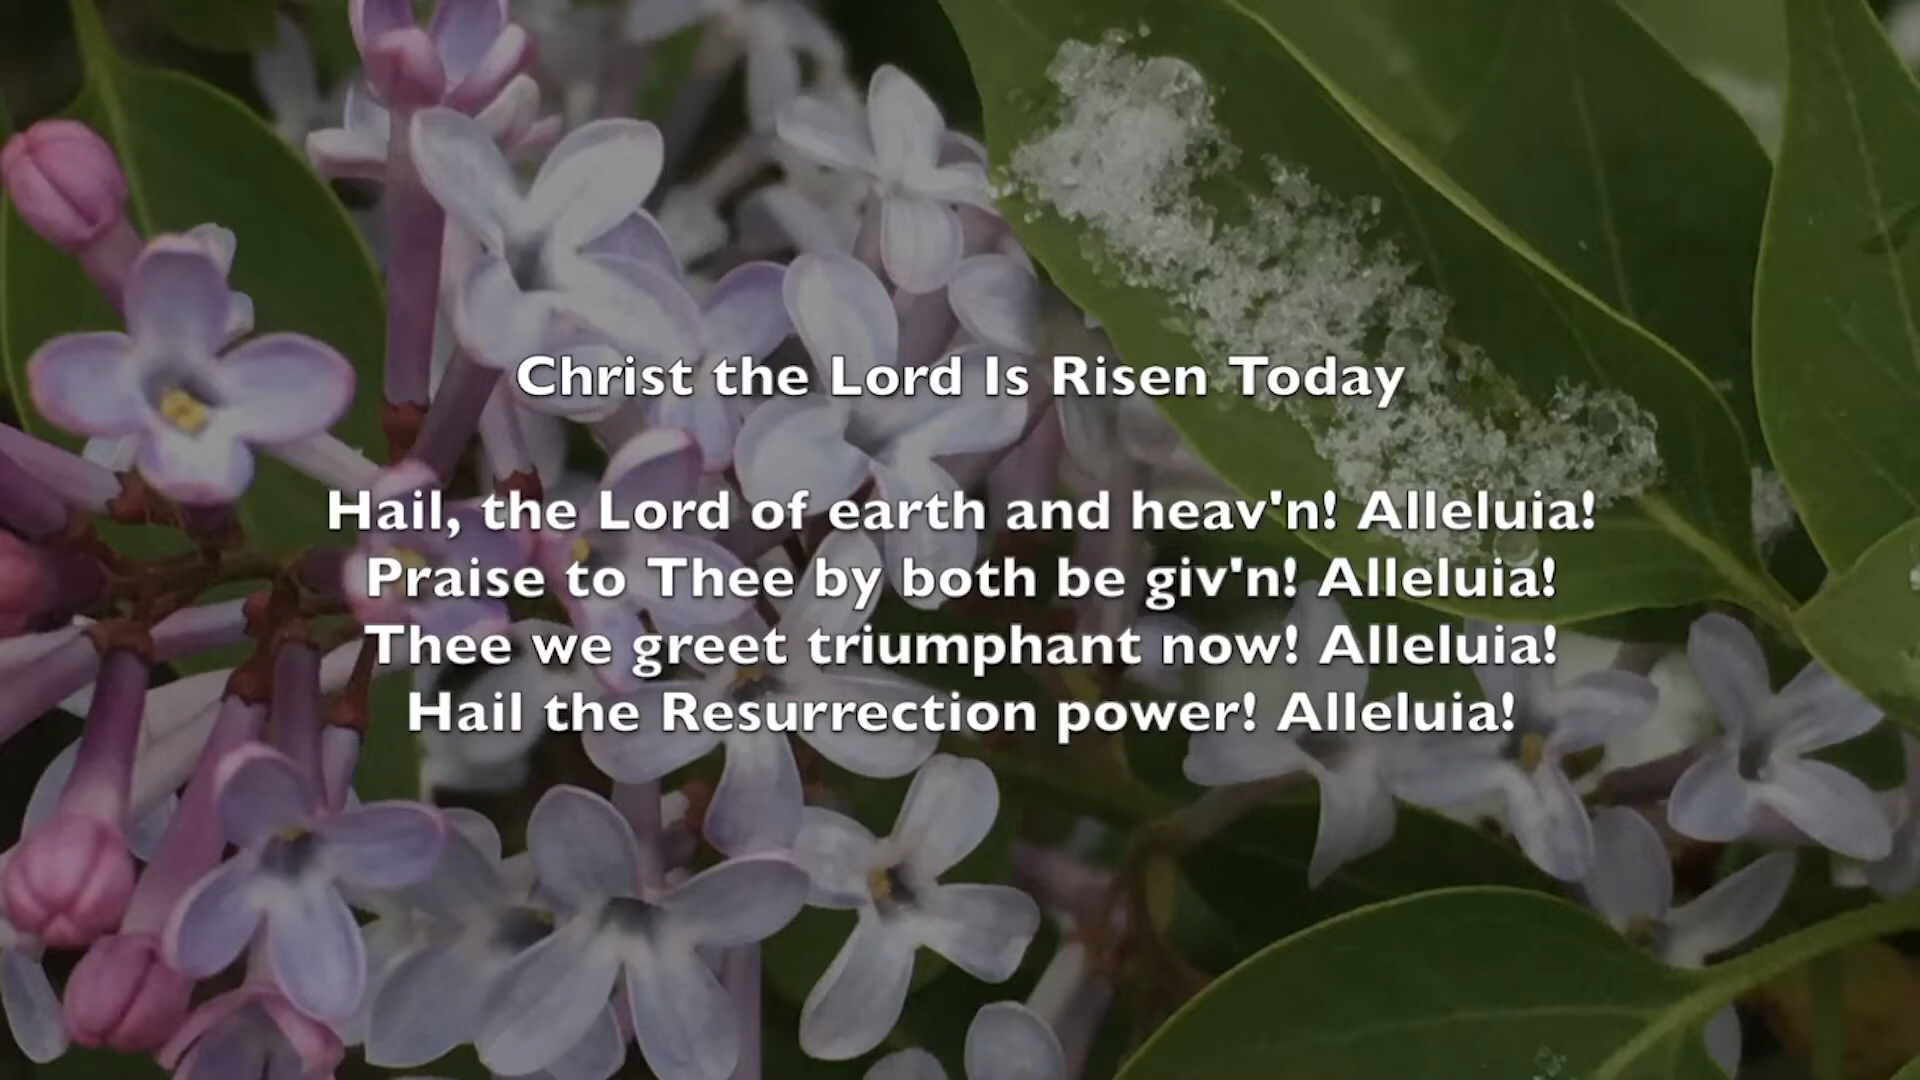 Christ the Lord Is Risen Today
Hail, the Lord of earth and heav'n! Alleluia!
Praise to Thee by both be giv'n! Alleluia!
Thee we greet triumphant now! Alleluia!
Hail the Resurrection power! Alleluia!